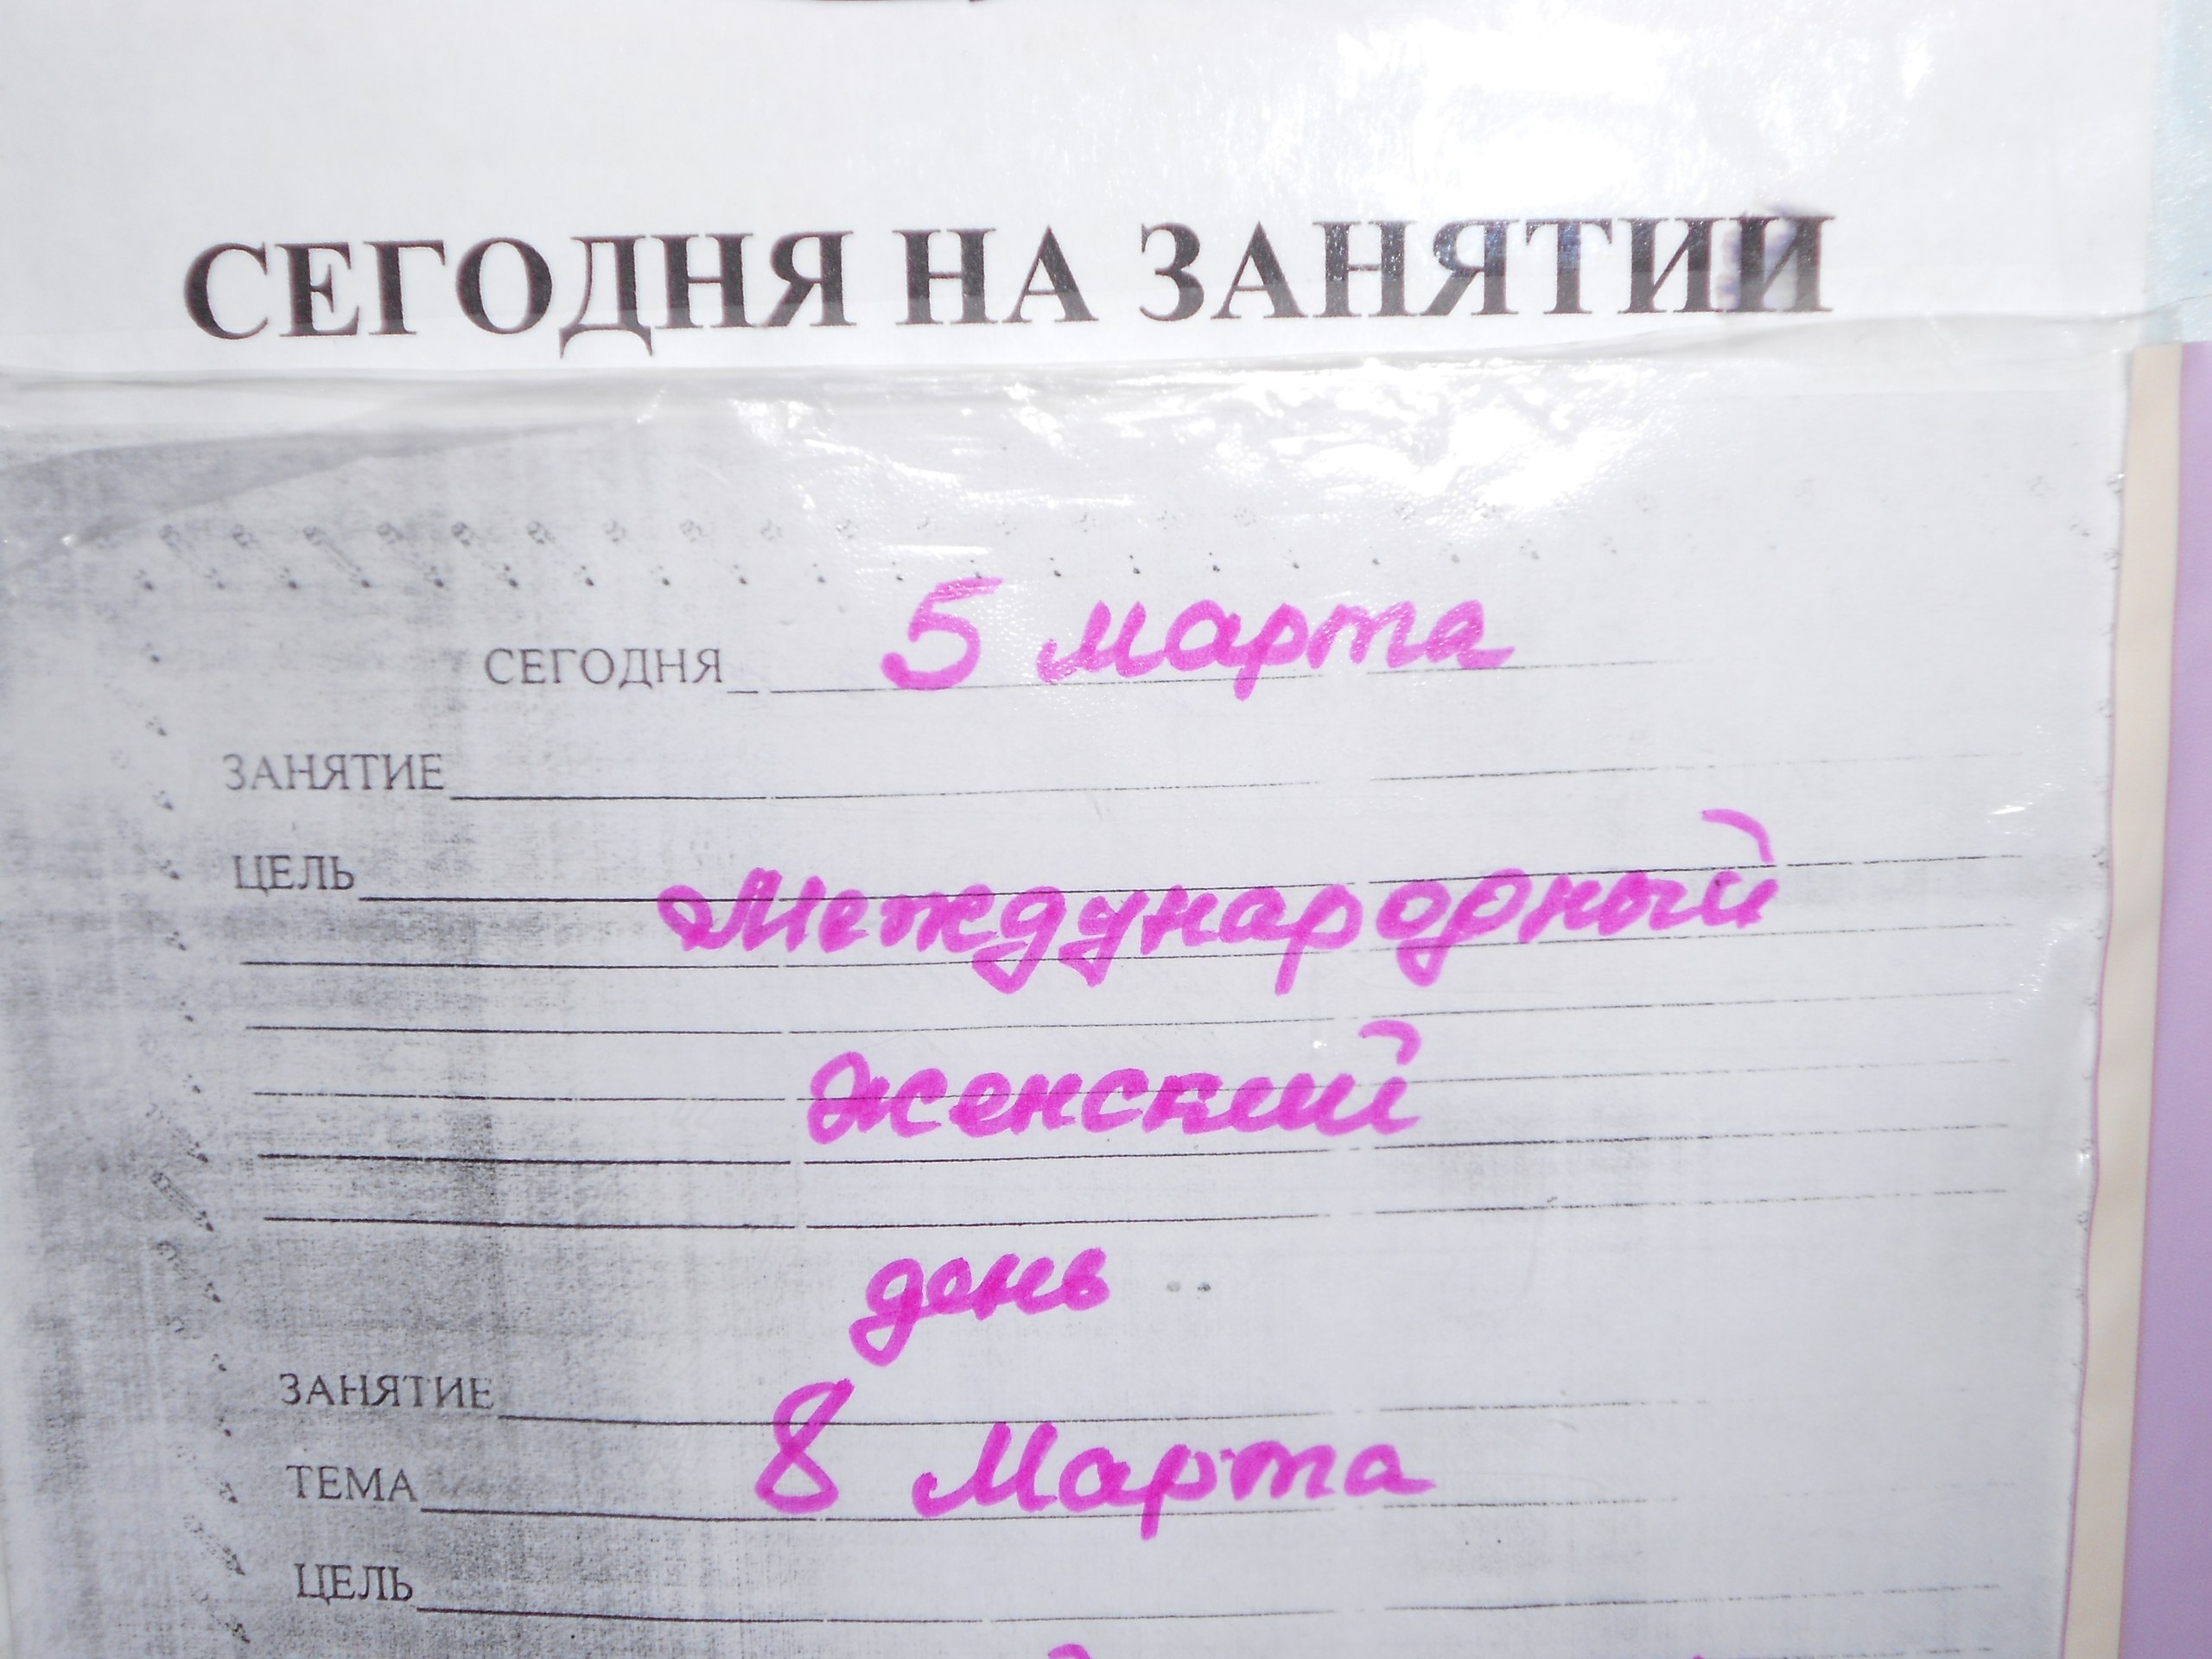 СЕГОДНЯ НА ЗАНЯТИИ
СЕГОДНЯ 5 марта
ЗАНЯТИЕ
ЦЕЛЬ
Международный
женский
день
ЗАНЯТИЕ
ТЕМА 8 Марта
ЦЕЛЬ